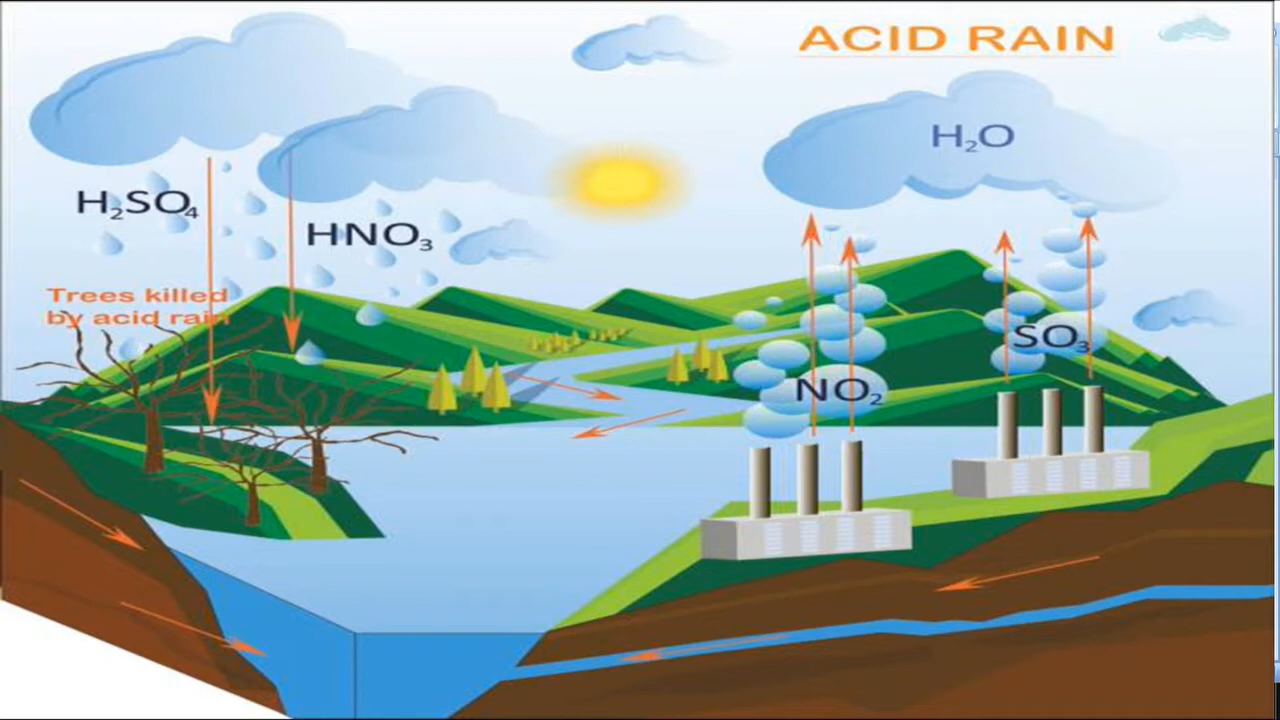 ACID RAIN
H₂O
H₂SO₄
HNO₃
Trees killed
by acid rain
SO₃
NO₂